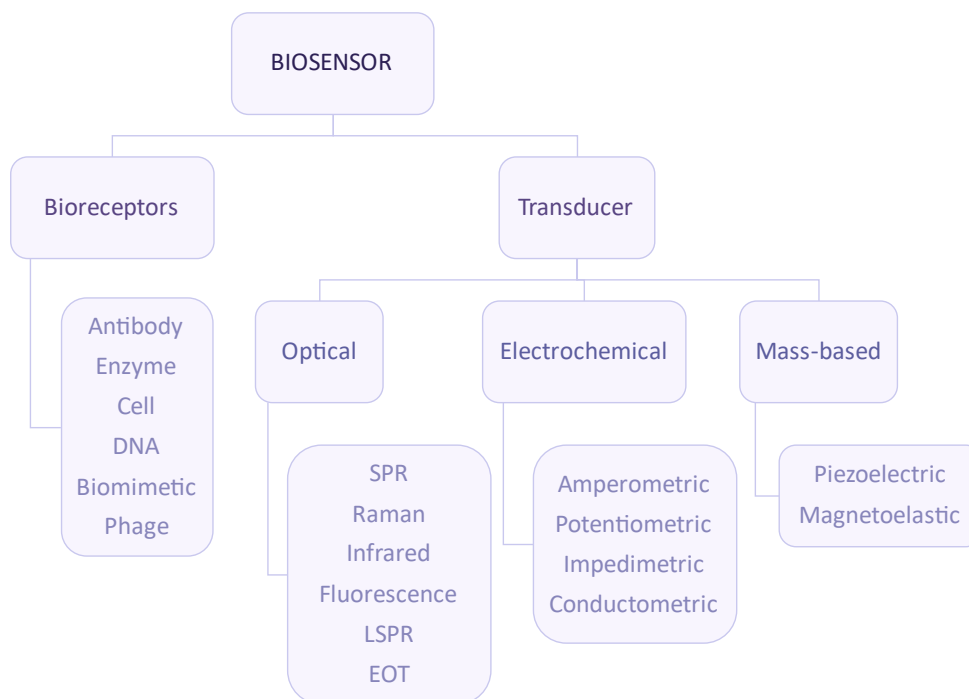 BIOSENSOR
Bioreceptors
Transducer
Antibody
Enzyme
Cell
DNA
Biomimetic
Phage
Optical
Electrochemical
Mass-based
SPR
Raman
Infrared
Fluorescence
LSPR
EOT
Amperometric
Potentiometric
Impedimetric
Conductometric
Piezoelectric
Magnetoelastic